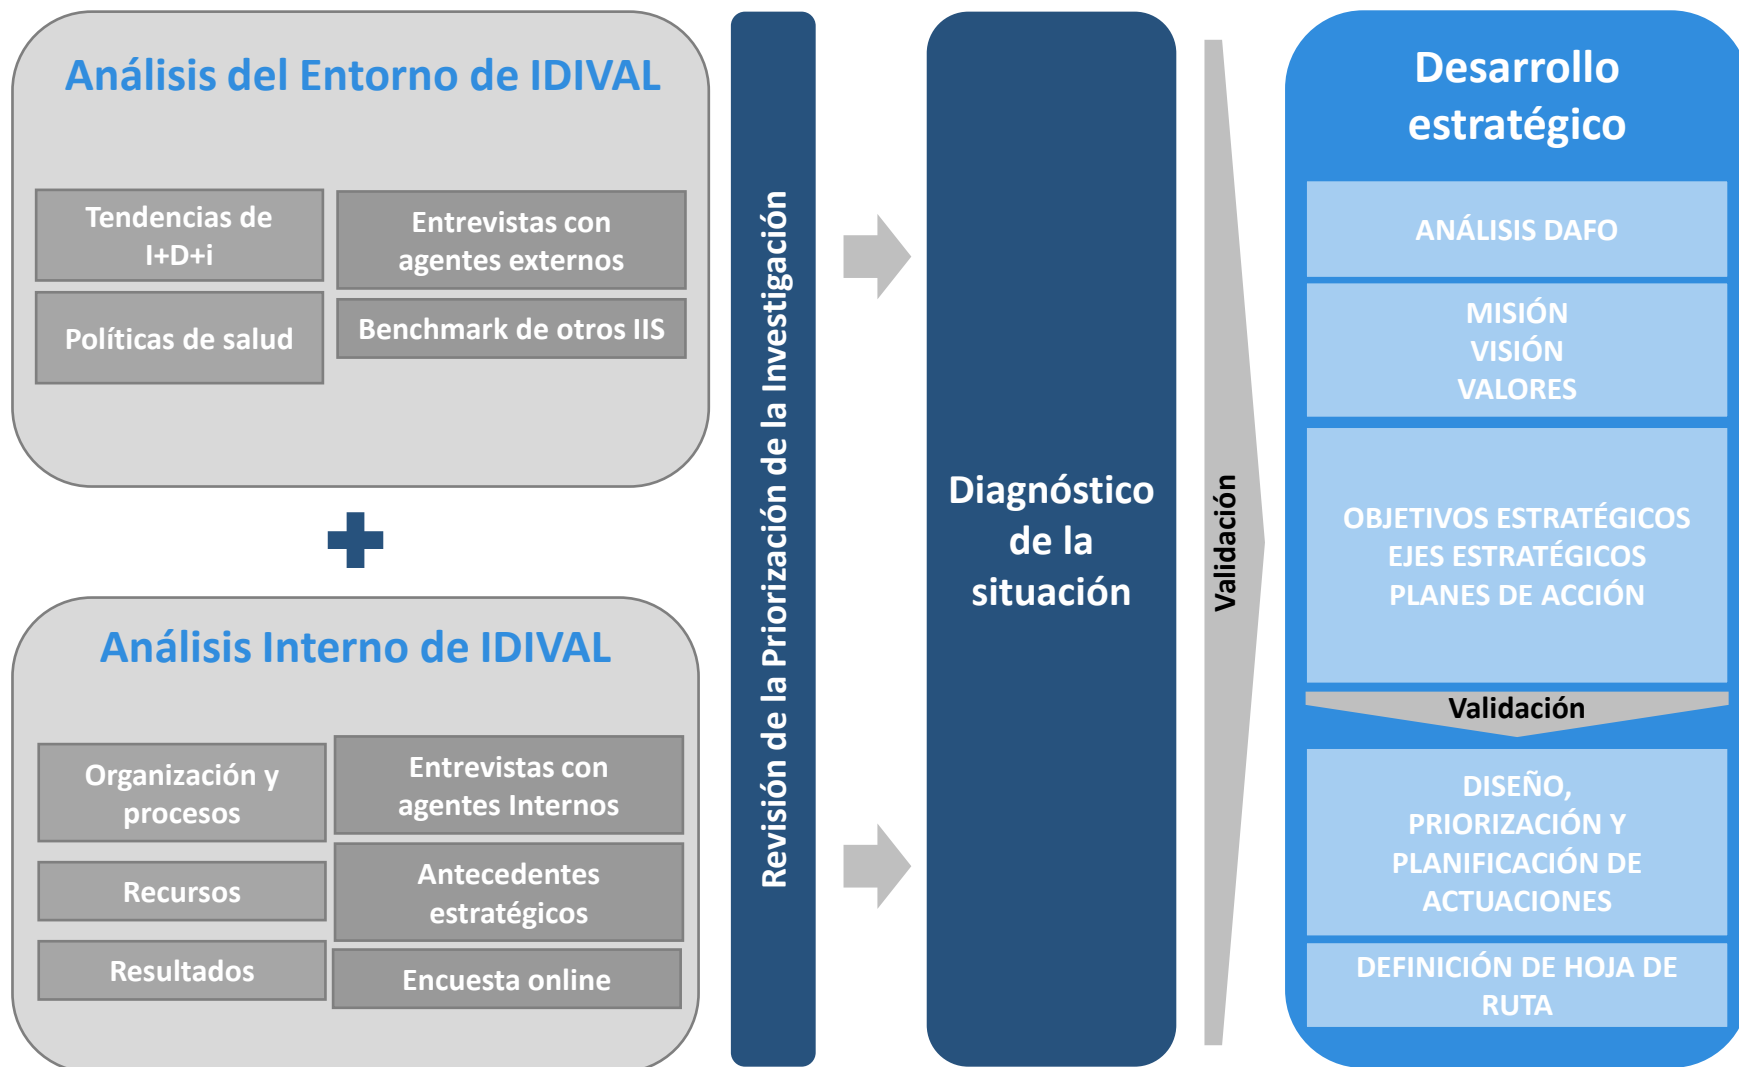 Análisis del Entorno de IDIVAL
Tendencias de
I+D+i
Entrevistas con
agentes externos
Políticas de salud
Benchmark de otros IIS
Análisis Interno de IDIVAL
Organización y
procesos
Entrevistas con
agentes Internos
Recursos
Antecedentes
estratégicos
Resultados
Encuesta online
Revisión de la Priorización de la Investigación
Diagnóstico
de la
situación
Validación
Desarrollo
estratégico
ANÁLISIS DAFO
MISIÓN
VISIÓN
VALORES
OBJETIVOS ESTRATÉGICOS
EJES ESTRATÉGICOS
PLANES DE ACCIÓN
Validación
DISEÑO,
PRIORIZACIÓN Y
PLANIFICACIÓN DE
ACTUACIONES
DEFINICIÓN DE HOJA DE
RUTA